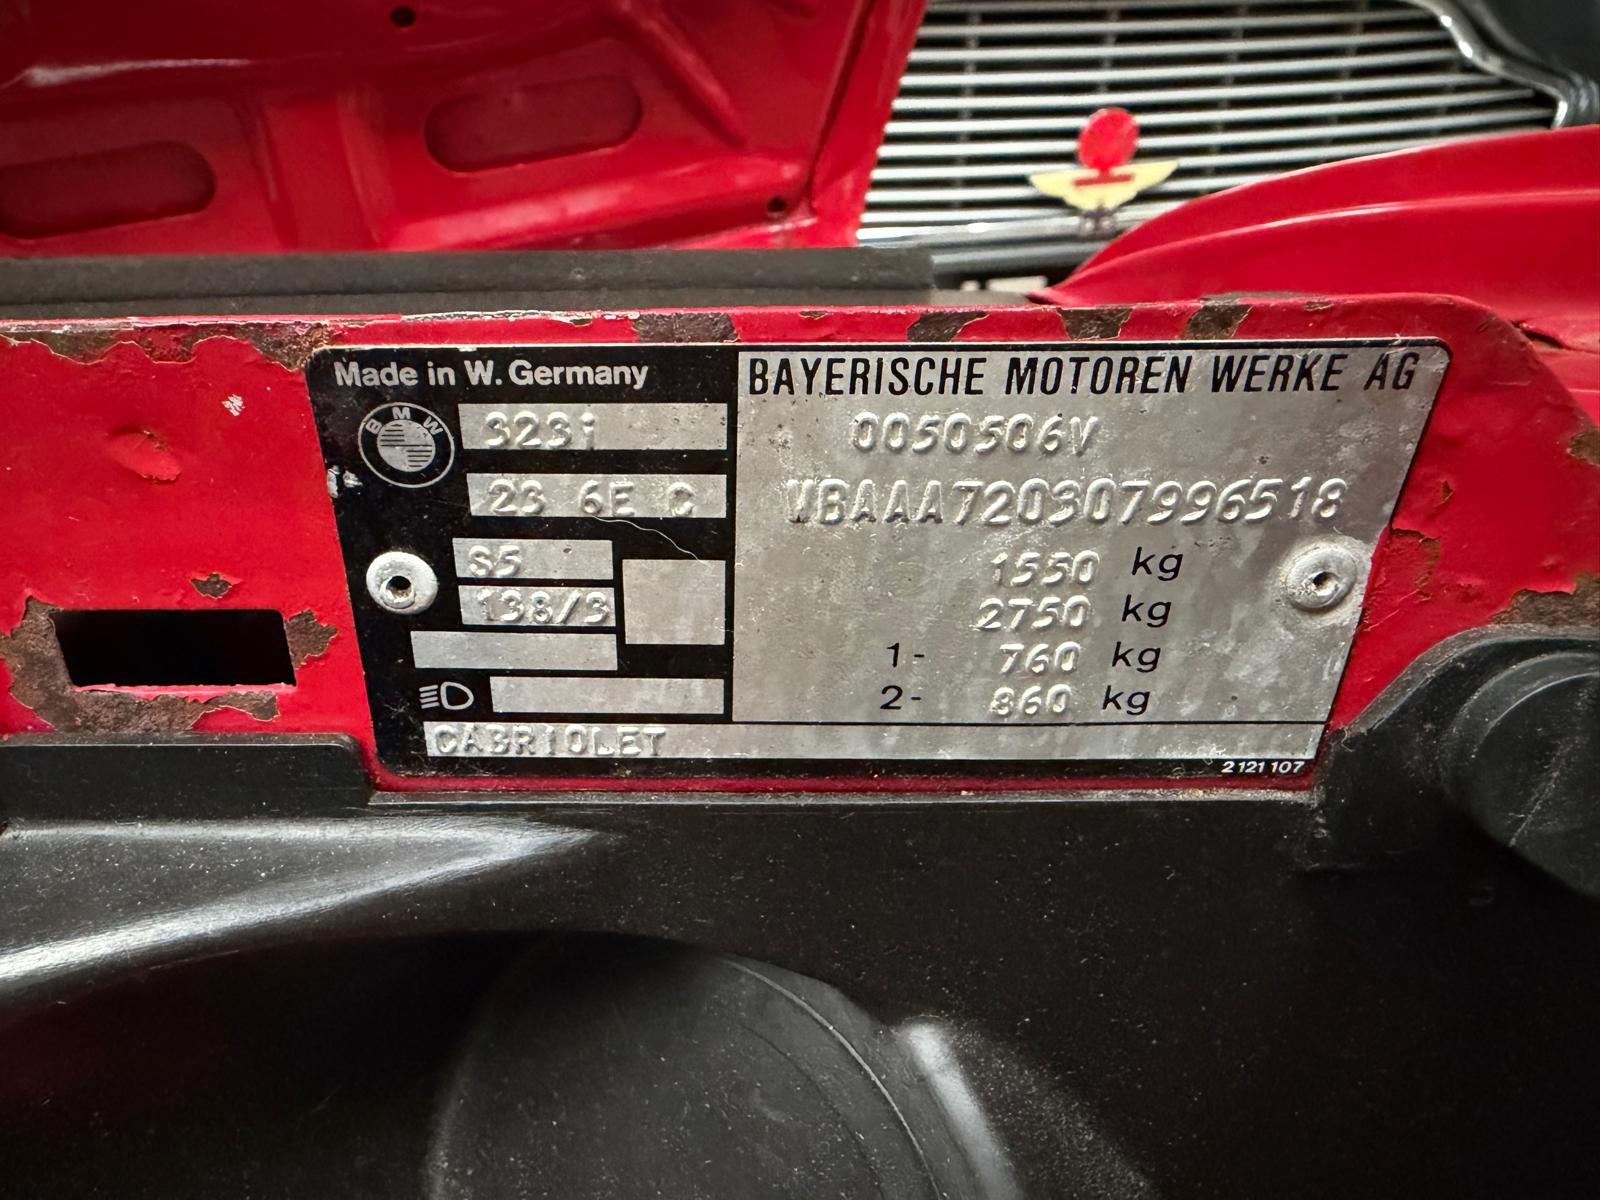 Made in W. Germany
BAYERISCHE MOTOREN WERKE AG
BMW
323i
0050506V
23 6E C
WBAAA720307996518
S5
1550 kg
138/3
2750 kg
1- 760 kg
2- 860 kg
CABRIOLET
2 121 107